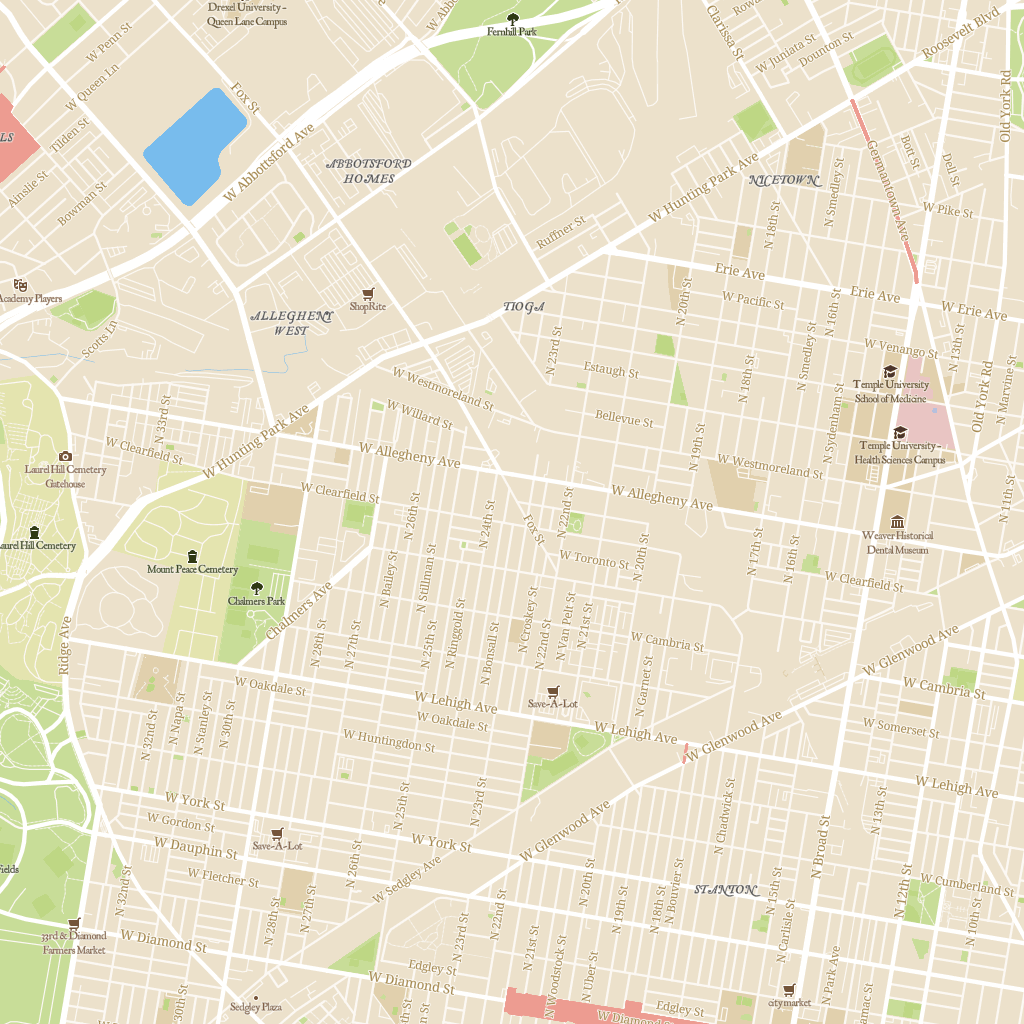 Drexel University -
Queen Lane Campus
W Penn St
W Queen Ln
Tilden St
Ainslie St
Bowman St
Fox St
W Abbottsford Ave
Fernhill Park
Clarissa St
W Juniata St
Dounton St
Roosevelt Blvd
Old York Rd
ABBOTSFORD
HOMES
NICETOWN
W Hunting Park Ave
Germantown Ave
Bott St
Dell St
W Pike St
N Smedley St
N 18th St
Ruffner St
Academy Players
ShopRite
ALLEGHENY
WEST
TIOGA
Scotts Ln
Erie Ave
Erie Ave
W Erie Ave
W Pacific St
N 20th St
N 16th St
W Venango St
N 13th St
Old York Rd
N Marvine St
N 23rd St
Estaugh St
N 18th St
N Smedley St
Temple University
School of Medicine
W Westmoreland St
W Willard St
Bellevue St
N 19th St
N Sydenham St
Temple University -
Health Sciences Campus
N 33rd St
W Clearfield St
W Hunting Park Ave
W Allegheny Ave
W Westmoreland St
Laurel Hill Cemetery
Gatehouse
W Clearfield St
W Allegheny Ave
N 11th St
N 26th St
N 24th St
Fox St
N 22nd St
Laurel Hill Cemetery
Weaver Historical
Dental Museum
Mount Peace Cemetery
W Toronto St
N 20th St
N 17th St
N 16th St
W Clearfield St
Chalmers Park
Chalmers Ave
N Bailey St
N Stillman St
N Croskey St
N Van Pelt St
N 21st St
Ridge Ave
N 28th St
N 27th St
N 25th St
N Ringgold St
N Bonsall St
N 22nd St
W Cambria St
W Glenwood Ave
W Oakdale St
W Lehigh Ave
Save-A-Lot
N Garnet St
W Cambria St
N 32nd St
N Napa St
N Stanley St
N 30th St
W Oakdale St
W Huntingdon St
W Lehigh Ave
W Glenwood Ave
W Somerset St
W Lehigh Ave
W York St
W Gordon St
W Dauphin St
Save-A-Lot
N 25th St
N 23rd St
W York St
W Glenwood Ave
N Chadwick St
N Broad St
N 13th St
W Fletcher St
N 26th St
W Sedgley Ave
N 32nd St
STANTON
W Cumberland St
N 12th St
33rd & Diamond
Farmers Market
N 28th St
N 27th St
N 23rd St
N 22nd St
N 20th St
N 19th St
N 18th St
N Bouvier St
N 15th St
N Carlisle St
N 10th St
W Diamond St
Edgley St
W Diamond St
N 21st St
N Woodstock St
N Uber St
N Park Ave
Sedgley Plaza
city market
Edgley St
W Diamond St